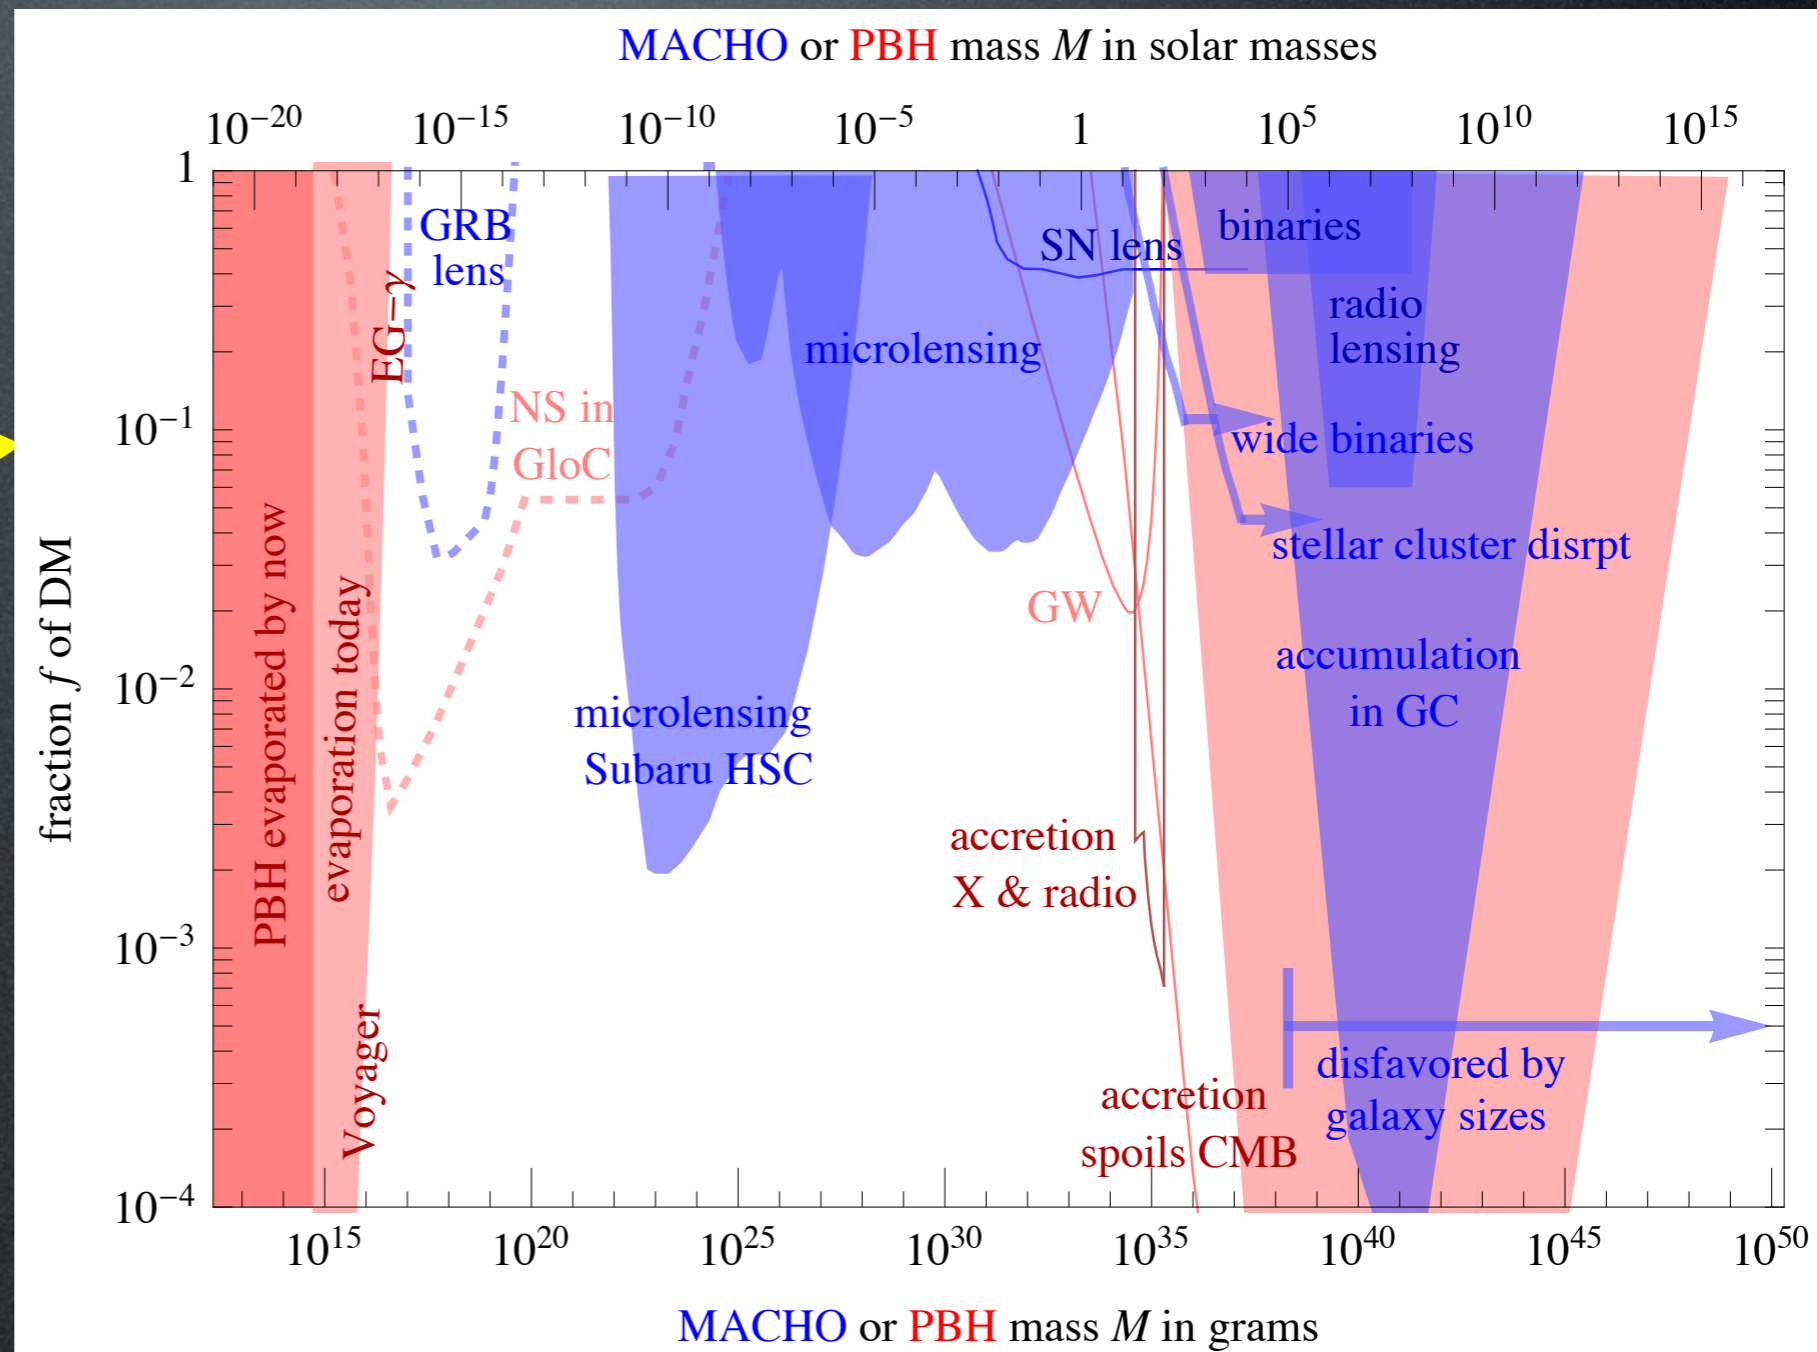 MACHO or PBH mass M in solar masses
10⁻²⁰ 10⁻¹⁵ 10⁻¹⁰ 10⁻⁵ 1 10⁵ 10¹⁰ 10¹⁵
1
10⁻¹
10⁻²
10⁻³
10⁻⁴
fraction f of DM
PBH evaporated by now
evaporation today
Voyager
EG−γ
GRB
lens
NS in
GloC
microlensing
Subaru HSC
microlensing
SN lens
GW
accretion
X & radio
accretion
spoils CMB
binaries
radio
lensing
wide binaries
stellar cluster disrpt
accumulation
in GC
disfavored by
galaxy sizes
10¹⁵ 10²⁰ 10²⁵ 10³⁰ 10³⁵ 10⁴⁰ 10⁴⁵ 10⁵⁰
MACHO or PBH mass M in grams